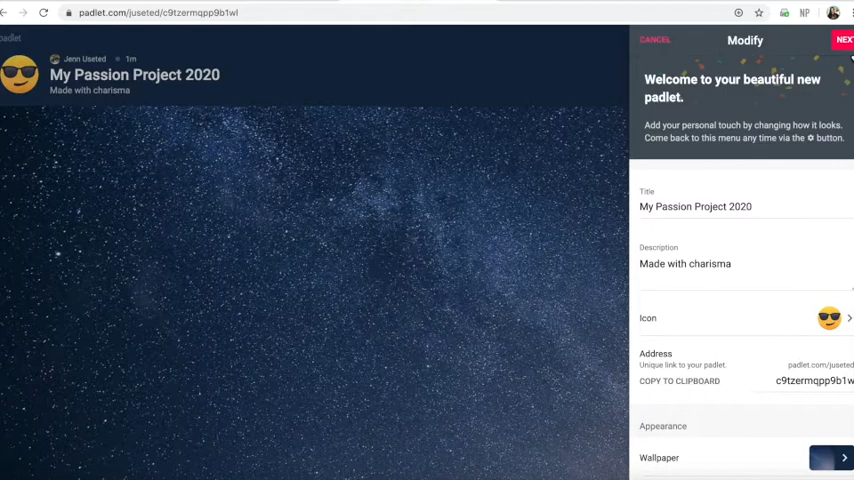 padlet.com/juseted/c9tzermqpp9b1wl
NP
padlet
Jenn Useted 1m
My Passion Project 2020
Made with charisma
CANCEL
Modify
NEX
Welcome to your beautiful new
padlet.
Add your personal touch by changing how it looks.
Come back to this menu any time via the ⚙ button.
Title
My Passion Project 2020
Description
Made with charisma
Icon
Address
Unique link to your padlet.
padlet.com/juseted
COPY TO CLIPBOARD
c9tzermqpp9b1w
Appearance
Wallpaper